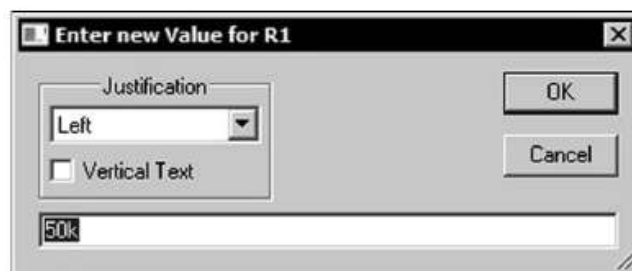 Enter new Value for R1
Justification
Left
Vertical Text
OK
Cancel
50k